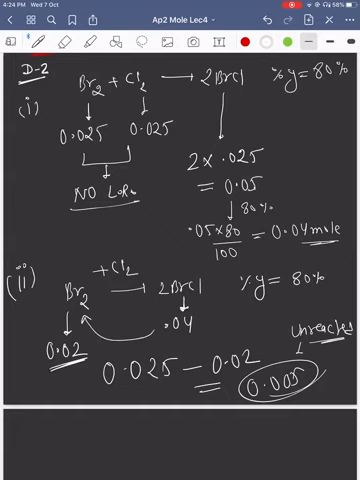 4:24 PM Wed 7 Oct
58%
Ap2 Mole Lec4
D-2
(i) Br2 + Cl2 → 2BrCl %y = 80%
0.025 0.025
NO LoRu
2 x .025
= 0.05
↓ 80%
.05 x 80 / 100 = 0.04 mole
(ii) Br2 + Cl2 → 2BrCl %y = 80%
.04
0.02
unreacted
0.025 - 0.02
0.005